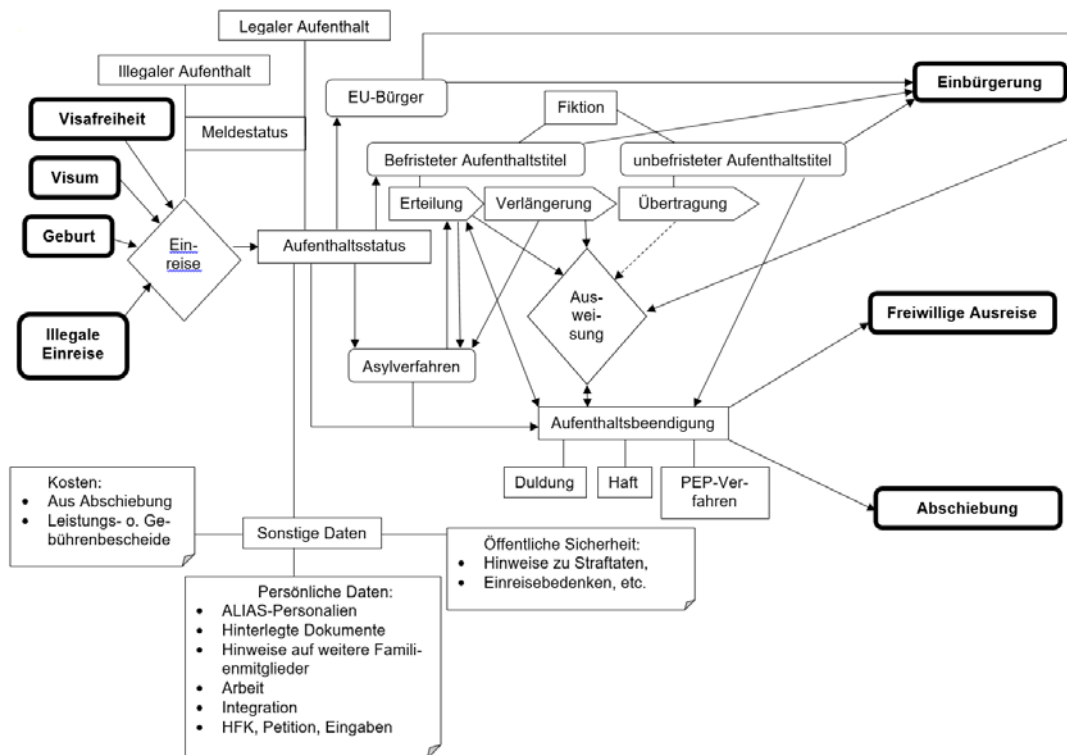 Legaler Aufenthalt
Illegaler Aufenthalt
EU-Bürger
Einbürgerung
Visafreiheit
Meldestatus
Fiktion
Befristeter Aufenthaltstitel
unbefristeter Aufenthaltstitel
Visum
Erteilung
Verlängerung
Übertragung
Geburt
Ein-
reise
Aufenthaltsstatus
Aus-
wei-
sung
Freiwillige Ausreise
Illegale
Einreise
Asylverfahren
Aufenthaltsbeendigung
Duldung
Haft
PEP-Ver-
fahren
Abschiebung
Kosten:
• Aus Abschiebung
• Leistungs- o. Ge-
bührenbescheide
Sonstige Daten
Öffentliche Sicherheit:
• Hinweise zu Straftaten,
• Einreisebedenken, etc.
Persönliche Daten:
• ALIAS-Personalien
• Hinterlegte Dokumente
• Hinweise auf weitere Famili-
enmitglieder
• Arbeit
• Integration
• HFK, Petition, Eingaben